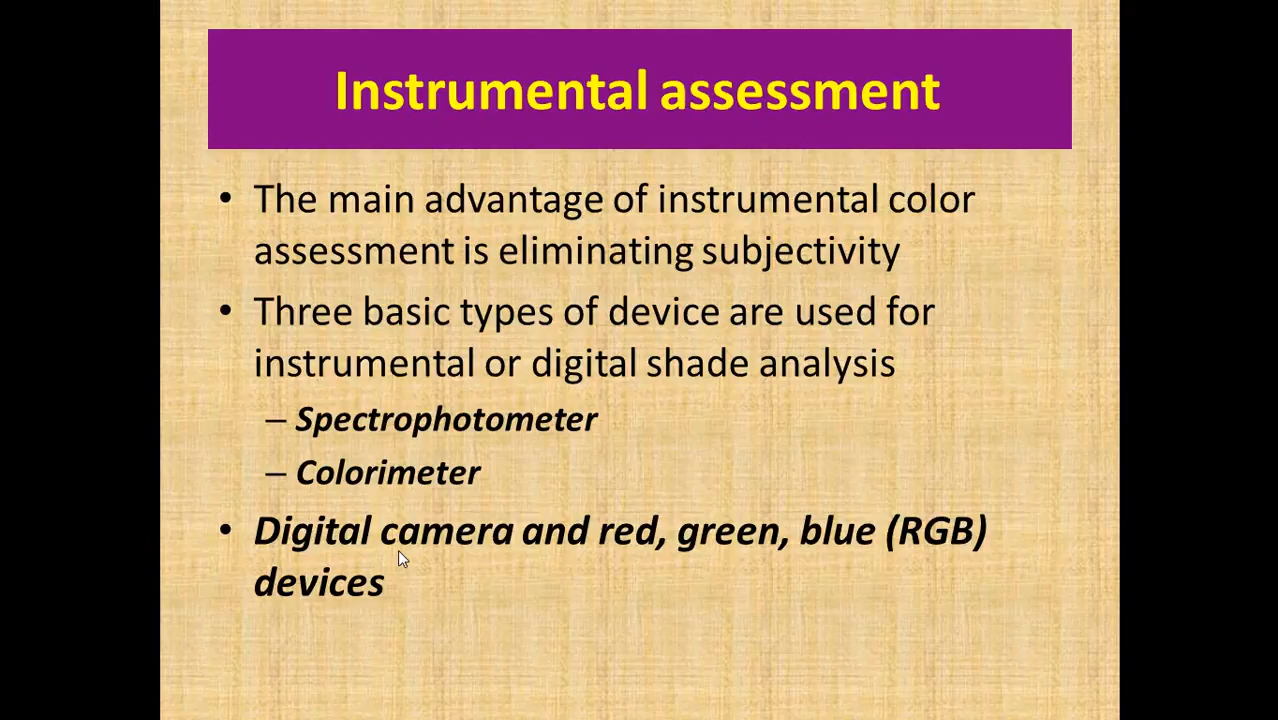 Instrumental assessment
• The main advantage of instrumental color
assessment is eliminating subjectivity
• Three basic types of device are used for
instrumental or digital shade analysis
– Spectrophotometer
– Colorimeter
• Digital camera and red, green, blue (RGB)
devices